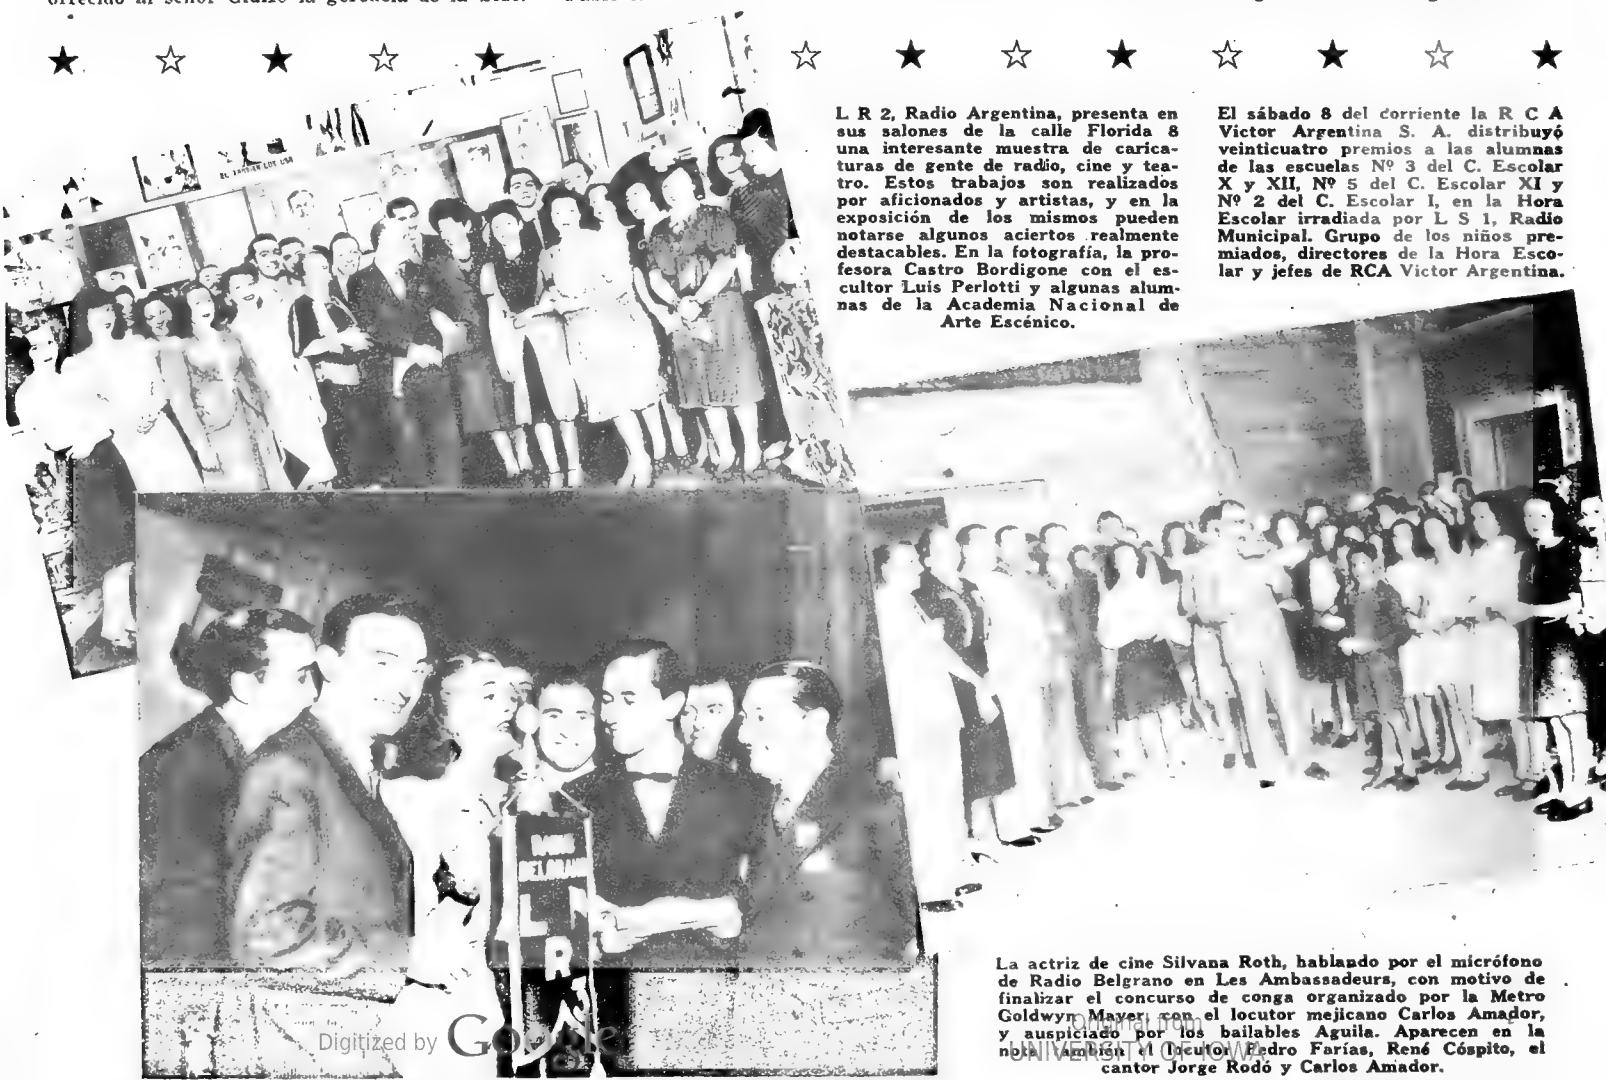 L R 2, Radio Argentina, presenta en
sus salones de la calle Florida 8
una interesante muestra de carica-
turas de gente de radio, cine y tea-
tro. Estos trabajos son realizados
por aficionados y artistas, y en la
exposición de los mismos pueden
notarse algunos aciertos realmente
destacables. En la fotografía, la pro-
fesora Castro Bordigone con el es-
cultor Luis Perlotti y algunas alum-
nas de la Academia Nacional de
Arte Escénico.
El sábado 8 del corriente la R C A
Victor Argentina S. A. distribuyó
veinticuatro premios a las alumnas
de las escuelas Nº 3 del C. Escolar
X y XII, Nº 5 del C. Escolar XI y
Nº 2 del C. Escolar I, en la Hora
Escolar irradiada por L S 1, Radio
Municipal. Grupo de los niños pre-
miados, directores de la Hora Esco-
lar y jefes de RCA Victor Argentina.
RADIO
BELGRANO
L R
R
La actriz de cine Silvana Roth, hablando por el micrófono
de Radio Belgrano en Les Ambassadeurs, con motivo de
finalizar el concurso de conga organizado por la Metro
Goldwyn Mayer, con el locutor mejicano Carlos Amador,
y auspiciado por los bailables Aguila. Aparecen en la
nota también el locutor Pedro Farías, René Cóspito, el
cantor Jorge Rodó y Carlos Amador.
Digitized by Google
Original from
UNIVERSITY OF IOWA